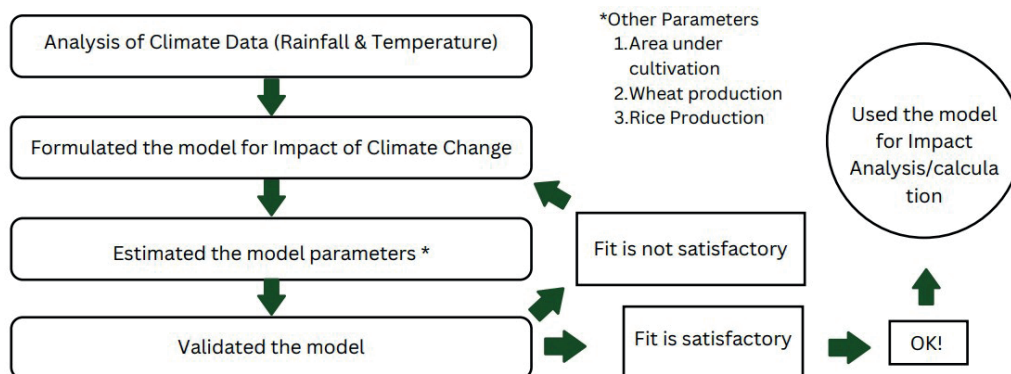 Analysis of Climate Data (Rainfall & Temperature)
Formulated the model for Impact of Climate Change
Estimated the model parameters *
Validated the model
*Other Parameters
1.Area under
cultivation
2.Wheat production
3.Rice Production
Fit is not satisfactory
Fit is satisfactory
OK!
Used the model
for Impact
Analysis/calcula
tion